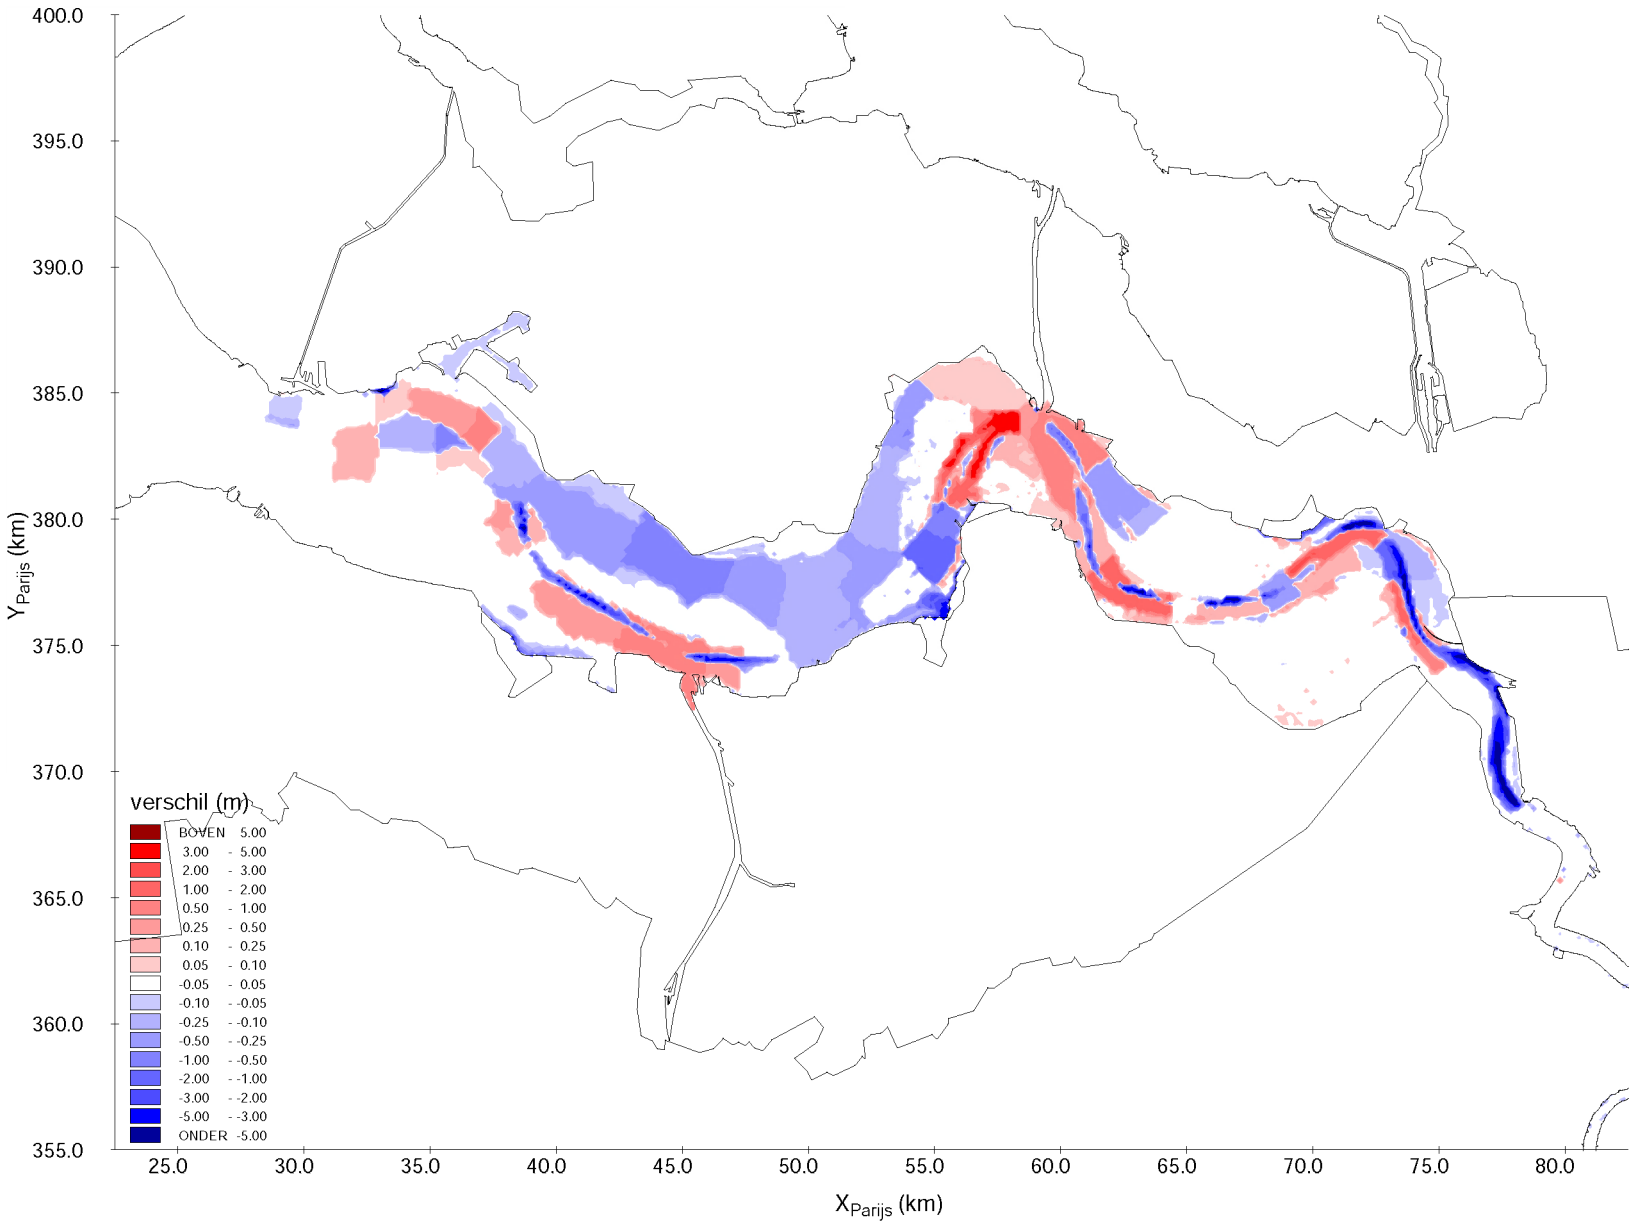 400.0
395.0
390.0
385.0
380.0
375.0
370.0
365.0
360.0
355.0
Y Parijs (km)
verschil (m)
BOVEN 5.00
3.00 - 5.00
2.00 - 3.00
1.00 - 2.00
0.50 - 1.00
0.25 - 0.50
0.10 - 0.25
0.05 - 0.10
-0.05 - 0.05
-0.10 - -0.05
-0.25 - -0.10
-0.50 - -0.25
-1.00 - -0.50
-2.00 - -1.00
-3.00 - -2.00
-5.00 - -3.00
ONDER -5.00
25.0 30.0 35.0 40.0 45.0 50.0 55.0 60.0 65.0 70.0 75.0 80.0
X Parijs (km)